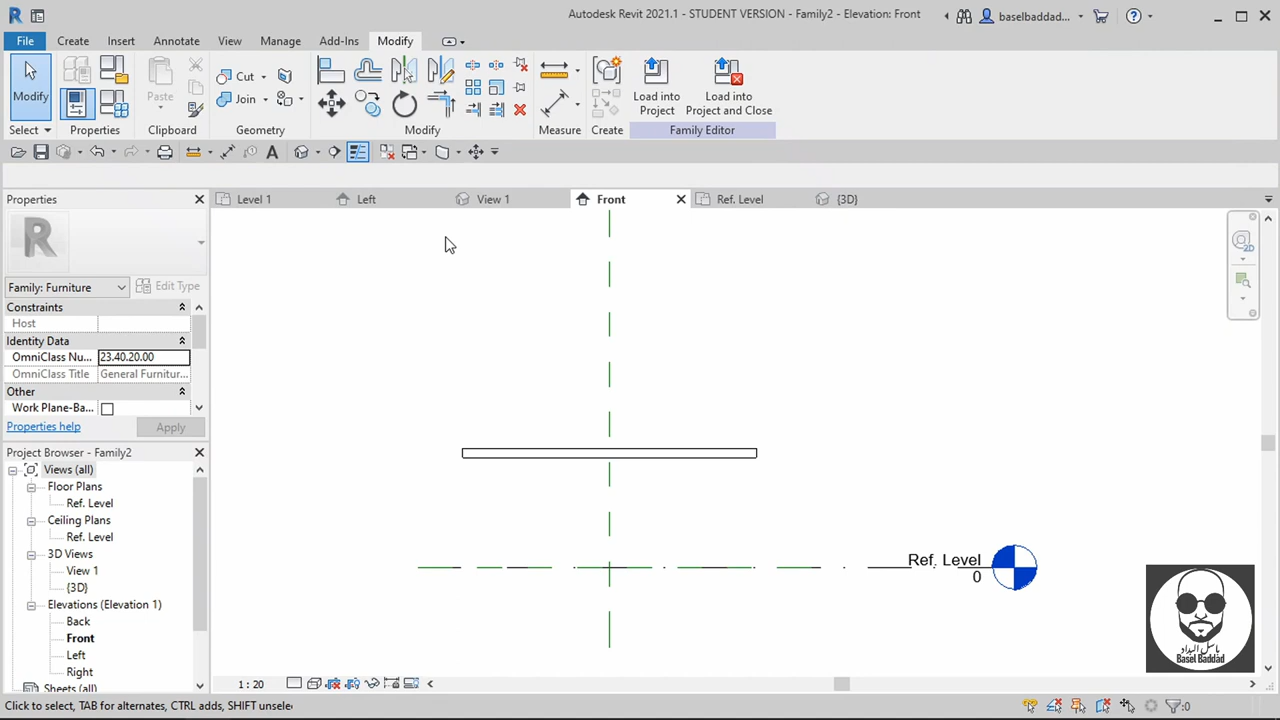 Autodesk Revit 2021.1 - STUDENT VERSION - Family2 - Elevation: Front
baselbaddad...
File Create Insert Annotate View Manage Add-Ins Modify
Modify
Paste
Cut
Join
Load into Project
Load into Project and Close
Select Properties Clipboard Geometry Modify Measure Create Family Editor
Properties
Level 1 Left View 1 Front Ref. Level {3D}
Family: Furniture
Edit Type
Constraints
Host
Identity Data
OmniClass Nu... 23.40.20.00
OmniClass Title General Furnitur...
Other
Work Plane-Ba...
Properties help Apply
Project Browser - Family2
Views (all)
Floor Plans
Ref. Level
Ceiling Plans
Ref. Level
3D Views
View 1
{3D}
Elevations (Elevation 1)
Back
Front
Left
Right
Sheets (all)
2D
Ref. Level
0
باسل البداد
Basel Baddad
1 : 20
Click to select, TAB for alternates, CTRL adds, SHIFT unsele
:0